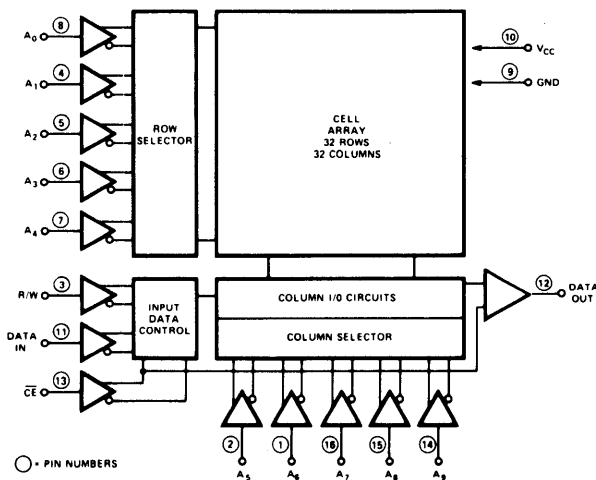 A0 8
A1 4
A2 5
A3 6
A4 7
ROW
SELECTOR
CELL
ARRAY
32 ROWS
32 COLUMNS
10 VCC
9 GND
R/W 3
DATA
IN 11
CE 13
INPUT
DATA
CONTROL
COLUMN I/O CIRCUITS
COLUMN SELECTOR
12 DATA
OUT
2 1 16 15 14
A5 A6 A7 A8 A9
= PIN NUMBERS